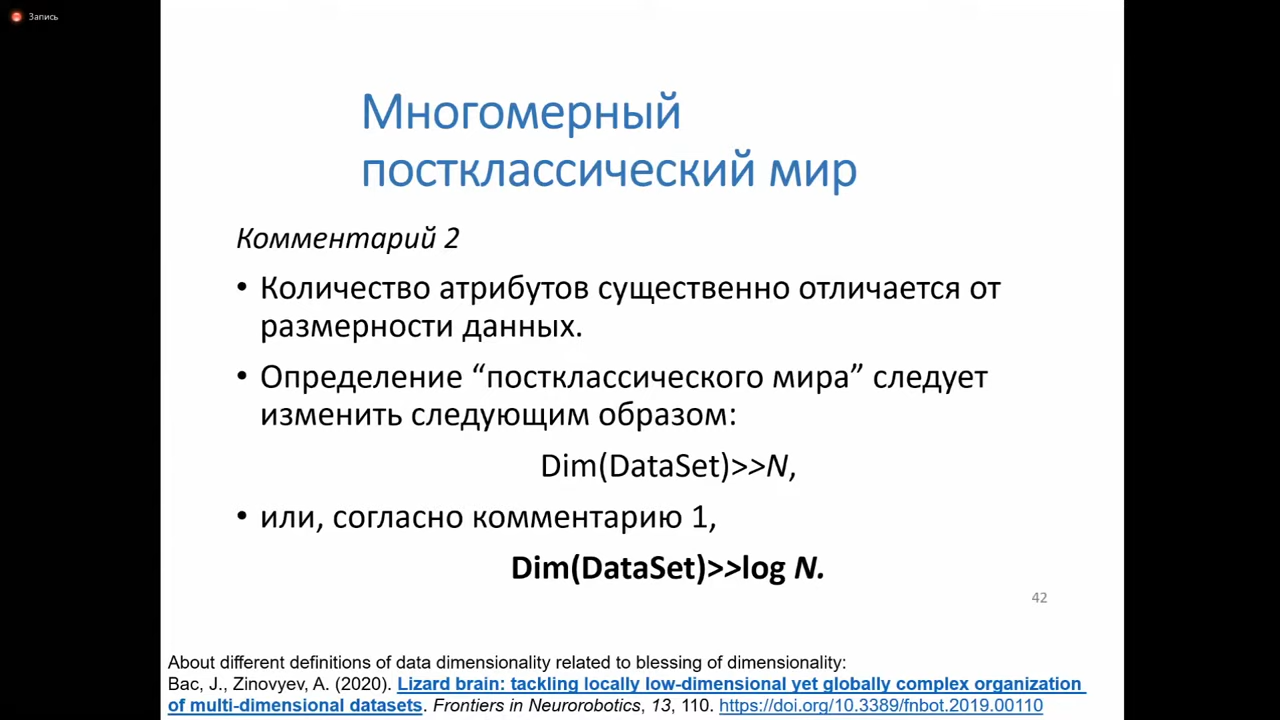 Запись
Многомерный
постклассический мир
Комментарий 2
• Количество атрибутов существенно отличается от
размерности данных.
• Определение “постклассического мира” следует
изменить следующим образом:
Dim(DataSet)>>N,
• или, согласно комментарию 1,
Dim(DataSet)>>log N.
42
About different definitions of data dimensionality related to blessing of dimensionality:
Bac, J., Zinovyev, A. (2020). Lizard brain: tackling locally low-dimensional yet globally complex organization
of multi-dimensional datasets. Frontiers in Neurorobotics, 13, 110. https://doi.org/10.3389/fnbot.2019.00110